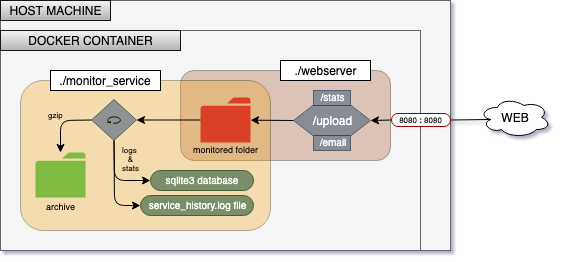 HOST MACHINE
DOCKER CONTAINER
./monitor_service
./webserver
/stats
/upload
/email
8080 : 8080
WEB
gzip
monitored folder
logs
&
stats
archive
sqlite3 database
service_history.log file